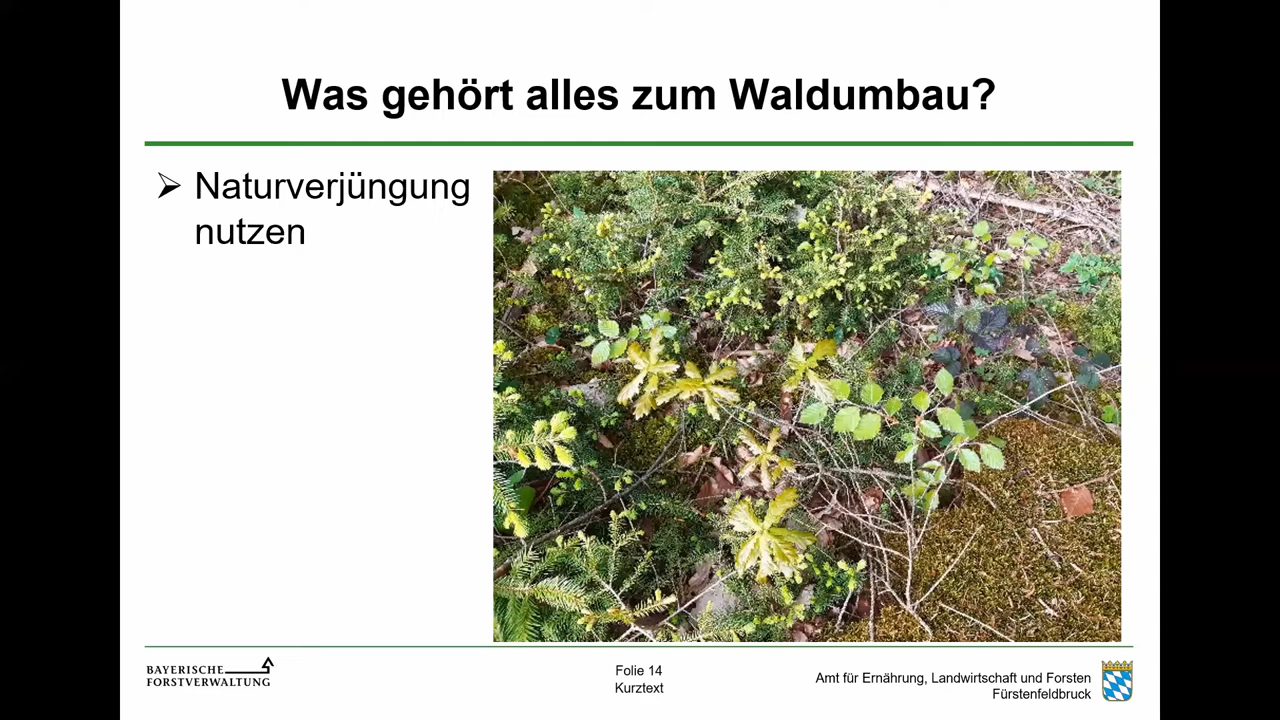 Was gehört alles zum Waldumbau?
➢ Naturverjüngung
nutzen
BAYERISCHE
FORSTVERWALTUNG
Folie 14
Kurztext
Amt für Ernährung, Landwirtschaft und Forsten
Fürstenfeldbruck